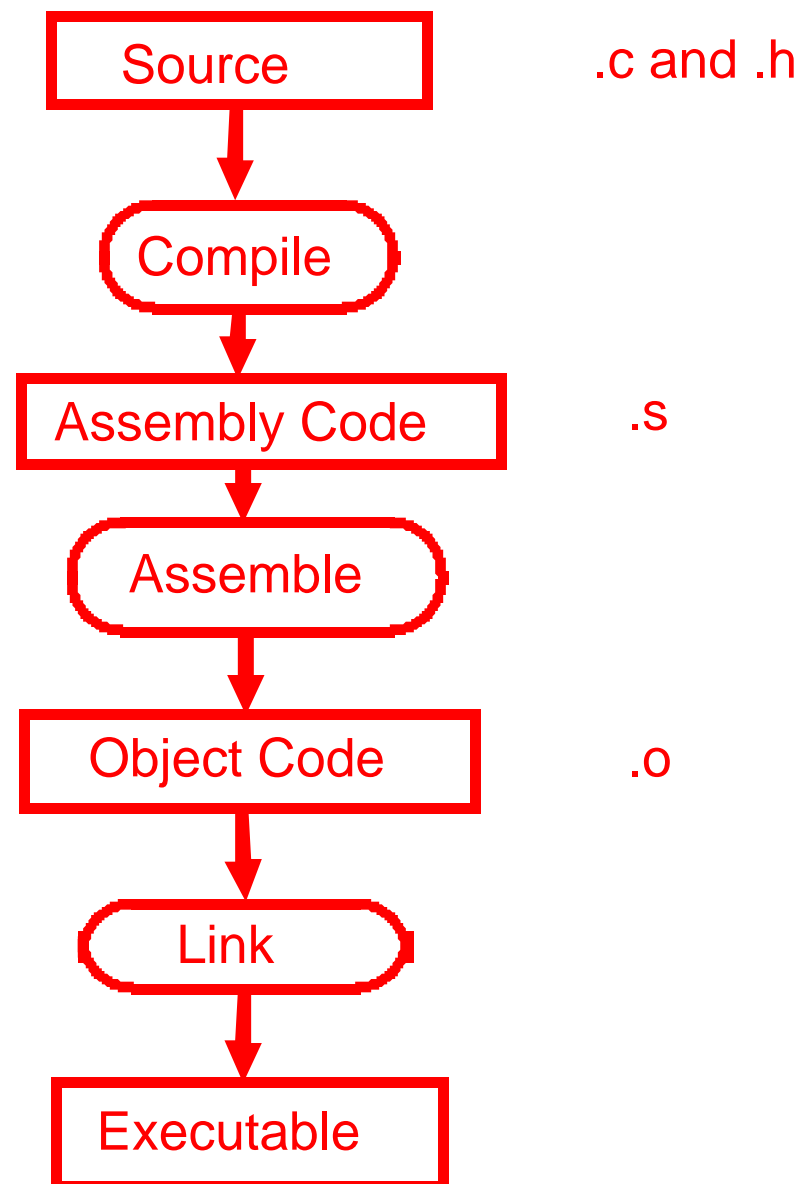 Source
.c and .h
Compile
Assembly Code
.s
Assemble
Object Code
.o
Link
Executable